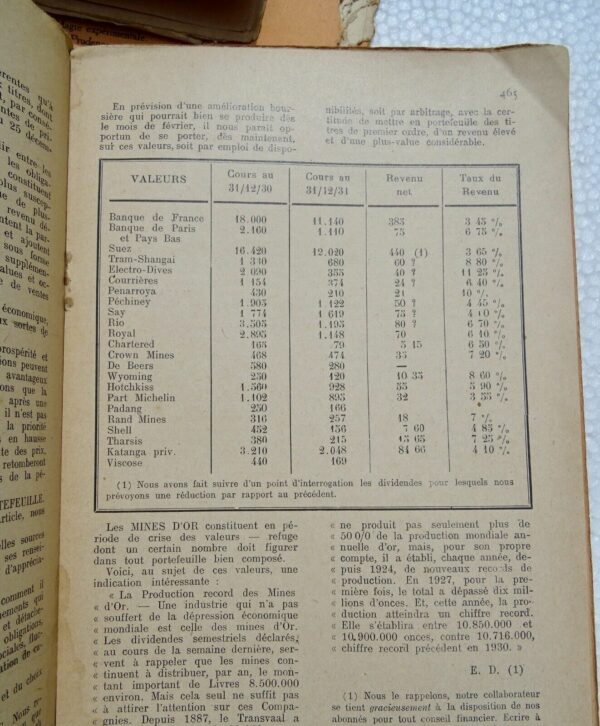 Magie expérimentale
465
En prévision d'une amélioration bour-
sière qui pourrait bien se produire dès
le mois de février, il nous paraît op-
portun de se porter, dès maintenant,
sur ces valeurs, soit par emploi de dispo-
nibilités, soit par arbitrage, avec la cer-
titude de mettre en portefeuille des ti-
tres de premier ordre, d'un revenu élevé
et d'une plus-value considérable.
VALEURS Cours au 31/12/30 Cours au 31/12/31 Revenu net Taux du Revenu
Banque de France 18.000 11.140 385 3 45 %
Banque de Paris
et Pays Bas 2.160 1.110 75 6 75 %
Suez 16.420 12.020 440 (1) 3 65 %
Tram-Shangai 1 340 680 60 ? 8 80 %
Electro-Dives 2 090 355 40 ? 11 25 %
Courrières 1 154 374 24 ? 6 40 %
Penarroya 430 210 21 10 %
Péchiney 1.905 1 122 50 ? 4 45 %
Say 1 774 1 619 75 ?
Rio 3.505 1.195 80 ? 6 70 %
Royal 2.895 1.148 70 6 10 %
Chartered 165 79 5 15 6 50 %
Crown Mines 468 474 35 7 20 %
De Beers 580 280 —
Wyoming 250 120 10 35 8 60 %
Hotchkiss 1.560 928 55 5 90 %
Part Michelin 1.102 895 32 3 55 %
Padang 250 166
Rand Mines 316 257 18 7 %
Shell 452 156 7 60 4 85 %
Tharsis 380 215 15 65 7 25 %
Katanga priv. 3.210 2.048 84 66 4 10 %
Viscose 440 169
(1) Nous avons fait suivre d'un point d'interrogation les dividendes pour lesquels nous
prévoyons une réduction par rapport au précédent.
Les MINES D'OR constituent en pé-
riode de crise des valeurs — refuge
dont un certain nombre doit figurer
dans tout portefeuille bien composé.
Voici, au sujet de ces valeurs, une
indication intéressante :
« La Production record des Mines
« d'Or. — Une industrie qui n'a pas
« souffert de la dépression économique
« mondiale est celle des mines d'Or.
« Les dividendes semestriels déclarés,
« au cours de la semaine dernière, ser-
« vent à rappeler que les mines con-
« tinuent à distribuer, par an, le mon-
« tant important de Livres 8.500.000
« environ. Mais cela seul ne suffit pas
« à attirer l'attention sur ces Compa-
« gnies. Depuis 1887, le Transvaal a
« ne produit pas seulement plus de
« 50 0/0 de la production mondiale an-
« nuelle d'or, mais, pour son propre
« compte, il a établi, chaque année, de-
« puis 1924, de nouveaux records de
« production. En 1927, pour la pre-
« mière fois, le total a dépassé dix mil-
« lions d'onces. Et, cette année, la pro-
« duction atteindra un chiffre record.
« Elle s'établira entre 10.850.000 et
« 10.900.000 onces, contre 10.716.000,
« chiffre record précédent en 1930. »
E. D. (1)
(1) Nous le rappelons, notre collaborateur
se tient gracieusement à la disposition de nos
abonnés pour tout conseil financier. Ecrire à